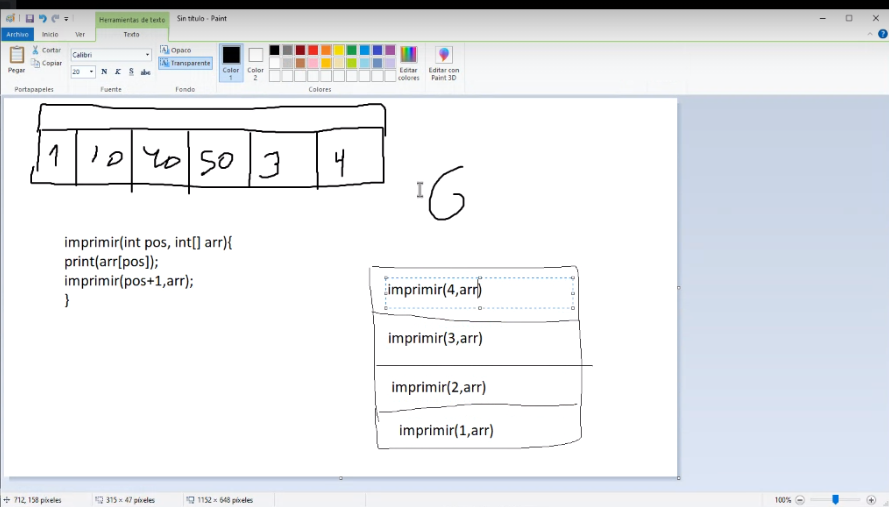 Herramientas de texto
Sin título - Paint
Archivo
Inicio
Ver
Texto
Pegar
Cortar
Copiar
Portapapeles
Calibri
20
N K S abc
Fuente
Opaco
Transparente
Fondo
Color 1
Color 2
Editar colores
Editar con Paint 3D
Colores
1 10 40 50 3 4
6
imprimir(int pos, int[] arr){
print(arr[pos]);
imprimir(pos+1,arr);
}
imprimir(4,arr)
imprimir(3,arr)
imprimir(2,arr)
imprimir(1,arr)
712, 158 píxeles
315 × 47 píxeles
1152 × 648 píxeles
100%